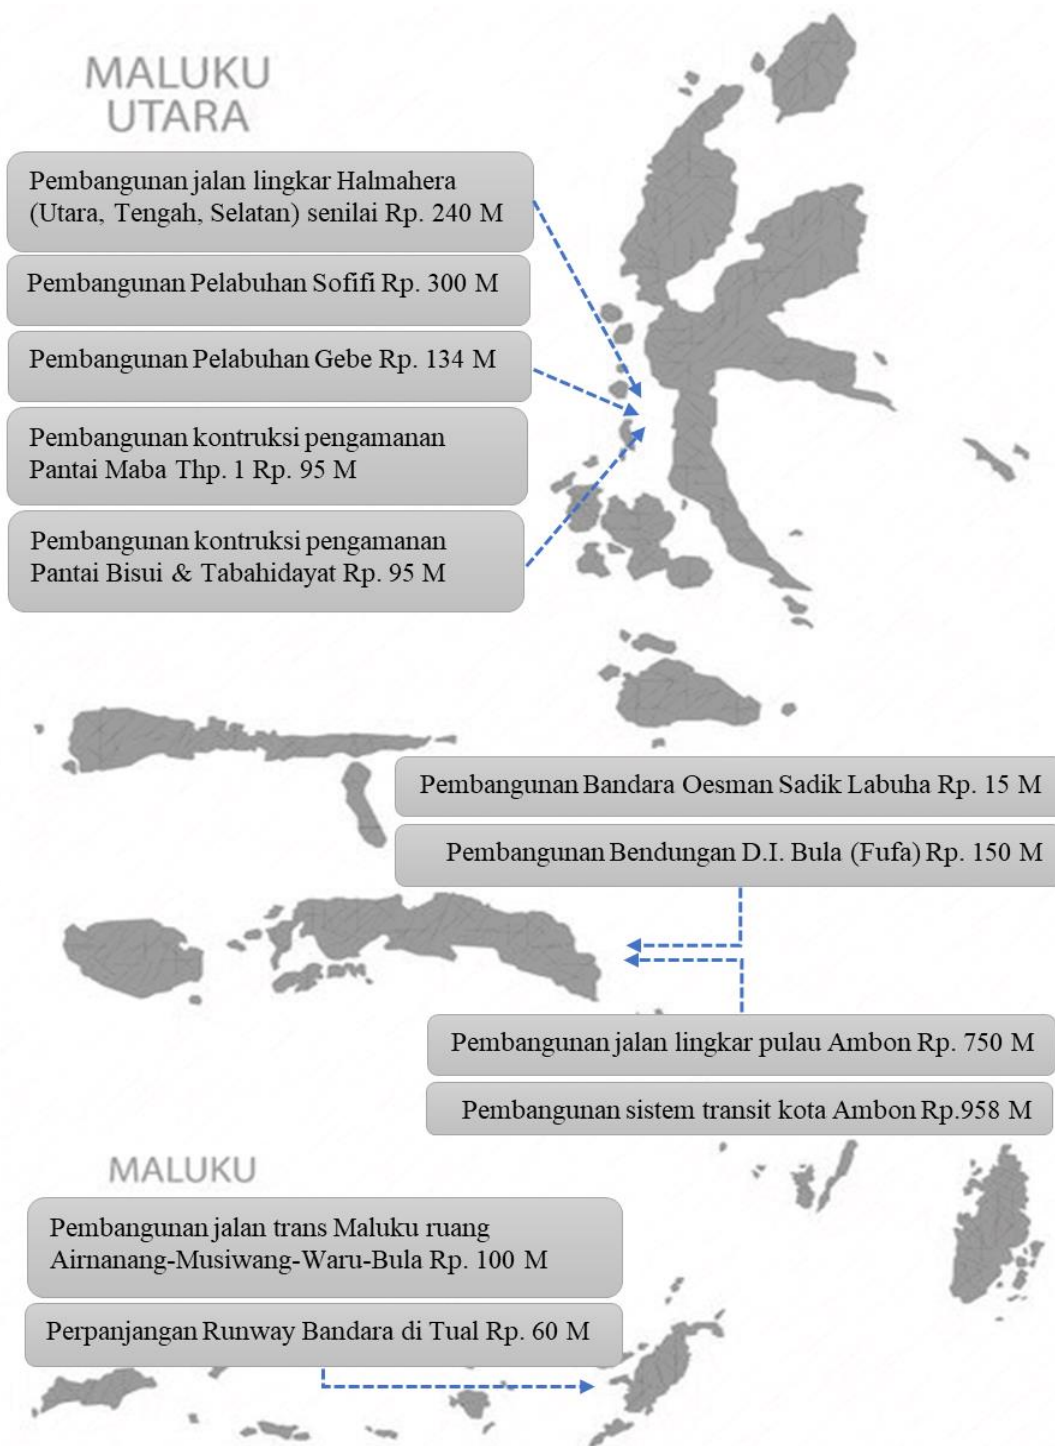 MALUKU
UTARA
Pembangunan jalan lingkar Halmahera
(Utara, Tengah, Selatan) senilai Rp. 240 M
Pembangunan Pelabuhan Sofifi Rp. 300 M
Pembangunan Pelabuhan Gebe Rp. 134 M
Pembangunan kontruksi pengamanan
Pantai Maba Thp. 1 Rp. 95 M
Pembangunan kontruksi pengamanan
Pantai Bisui & Tabahidayat Rp. 95 M
Pembangunan Bandara Oesman Sadik Labuha Rp. 15 M
Pembangunan Bendungan D.I. Bula (Fufa) Rp. 150 M
Pembangunan jalan lingkar pulau Ambon Rp. 750 M
Pembangunan sistem transit kota Ambon Rp.958 M
MALUKU
Pembangunan jalan trans Maluku ruang
Airnanang-Musiwang-Waru-Bula Rp. 100 M
Perpanjangan Runway Bandara di Tual Rp. 60 M